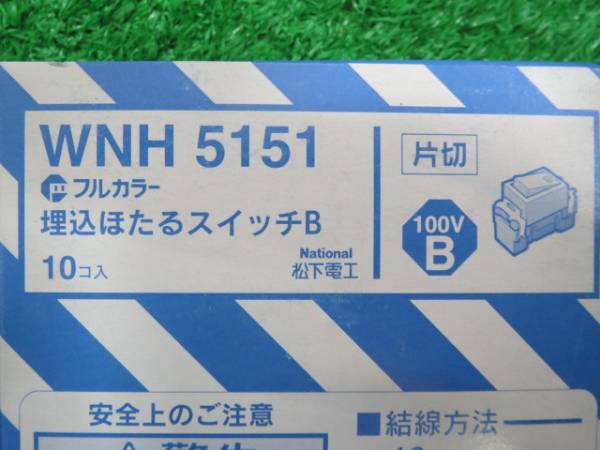 WNH 5151
フルカラー
埋込ほたるスイッチB
10コ入
National
松下電工
片切
100V
B
安全上のご注意
■結線方法